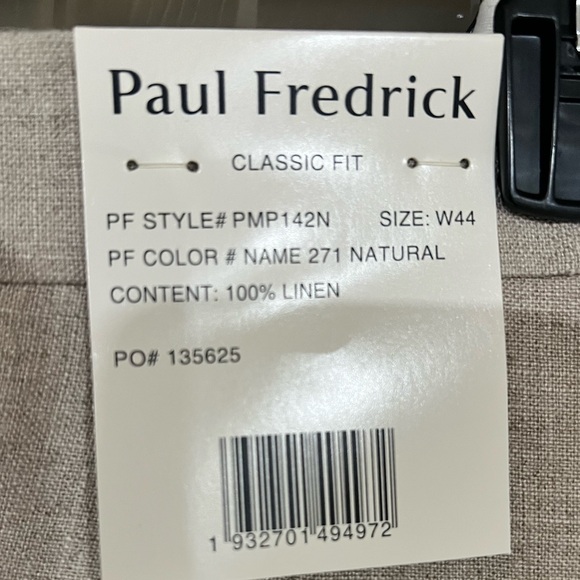 Paul Fredrick
CLASSIC FIT
PF STYLE# PMP142N SIZE: W44
PF COLOR # NAME 271 NATURAL
CONTENT: 100% LINEN
PO# 135625
1 932701 494972